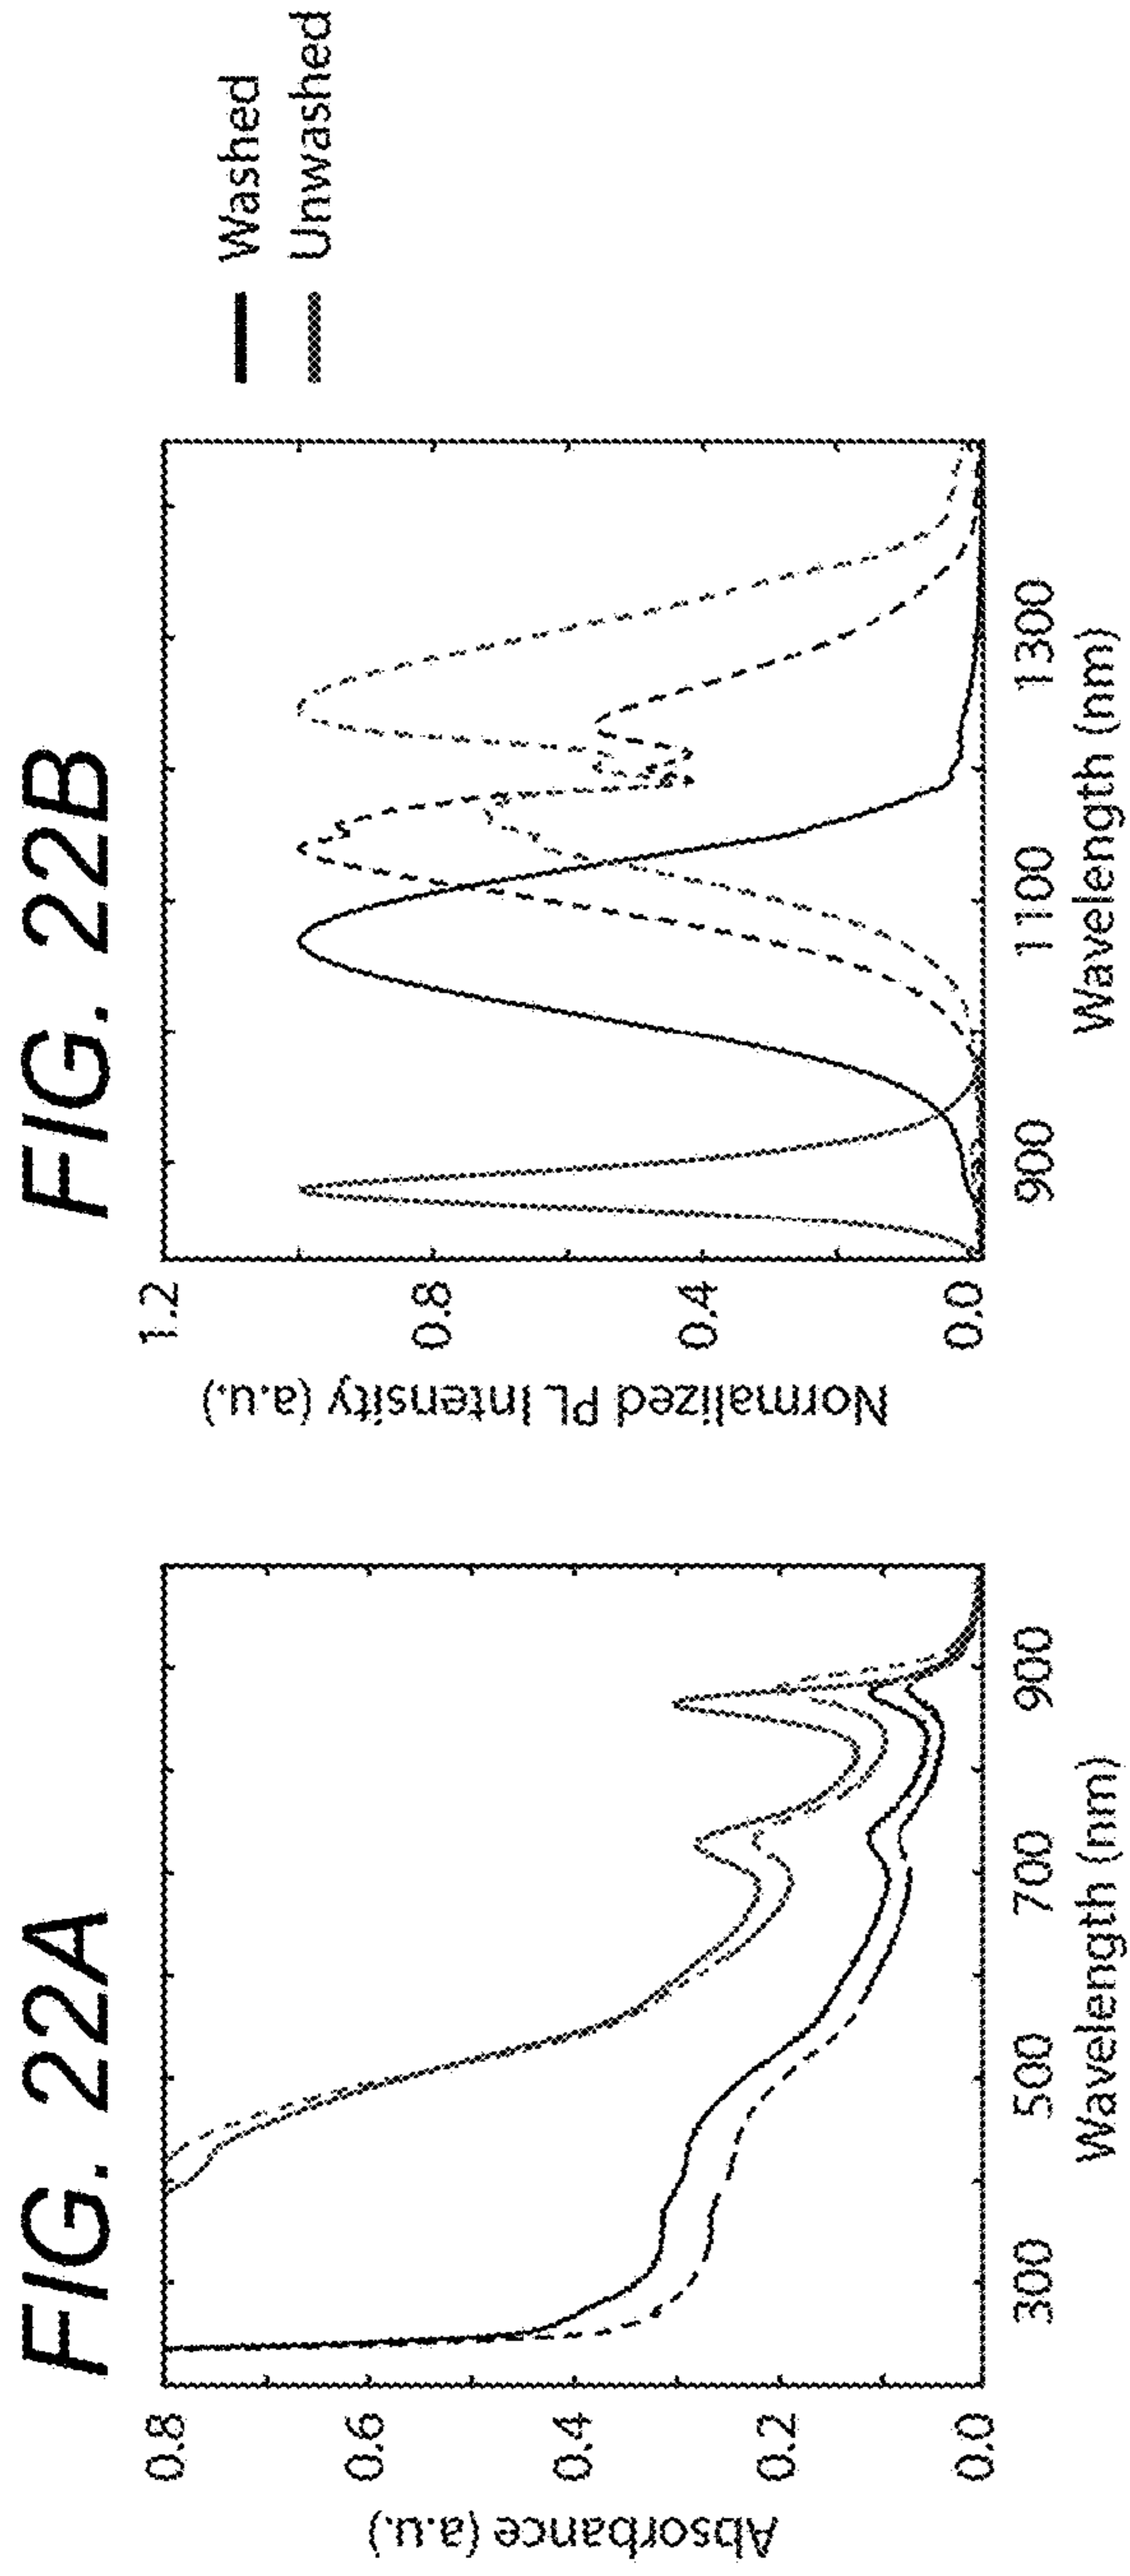 FIG. 22A
0.8
0.6
0.4
0.2
0.0
Absorbance (a.u.)
300
500
700
900
Wavelength (nm)
FIG. 22B
1.2
0.8
0.4
0.0
Normalized PL Intensity (a.u.)
900
1100
1300
Wavelength (nm)
Washed
Unwashed